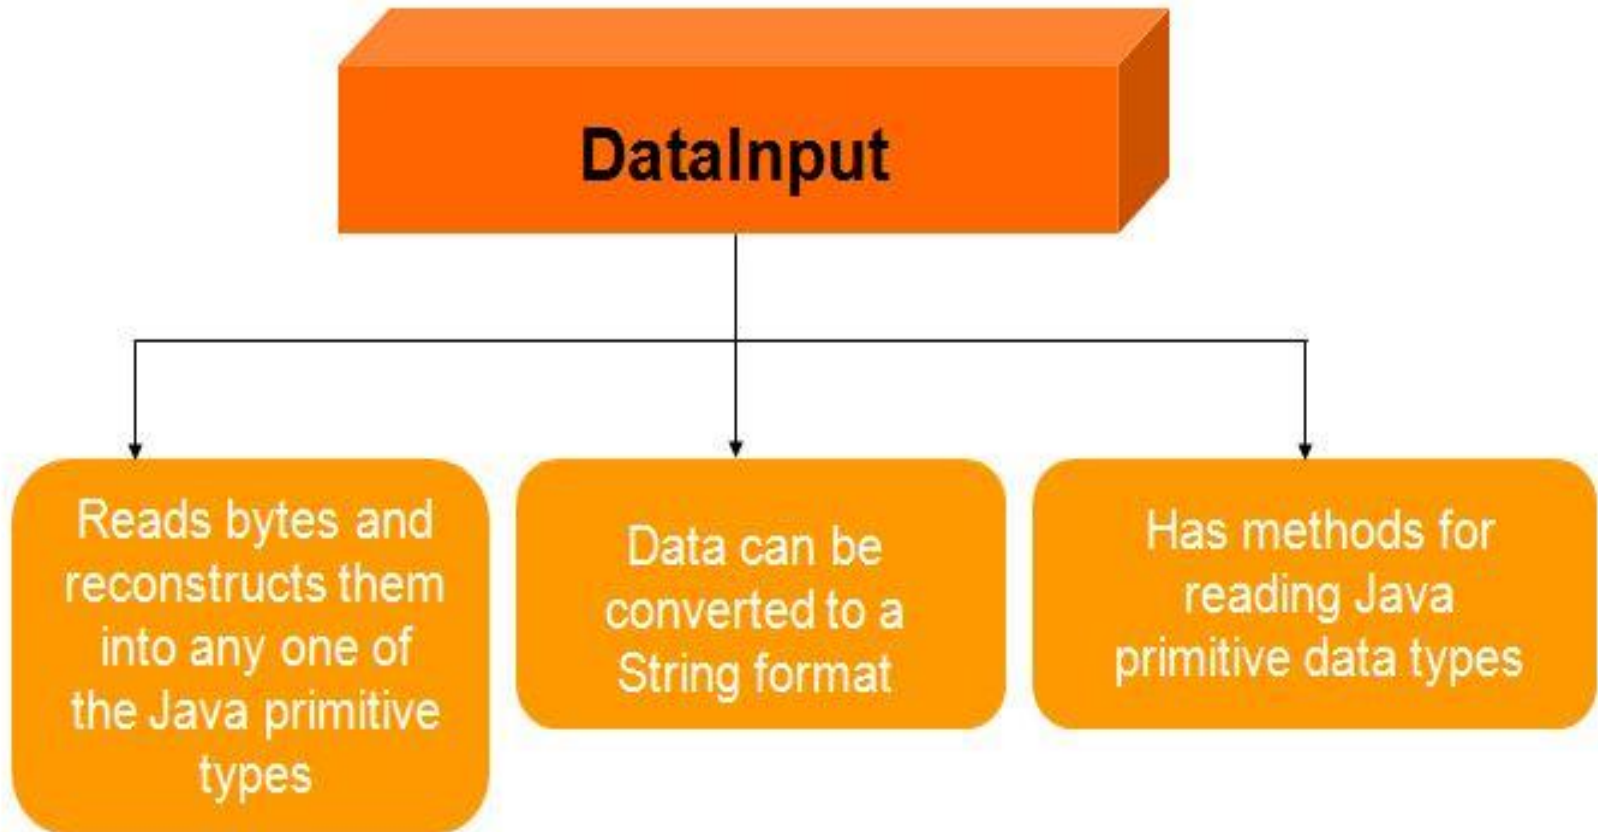 DataInput
Reads bytes and
reconstructs them
into any one of
the Java primitive
types
Data can be
converted to a
String format
Has methods for
reading Java
primitive data types